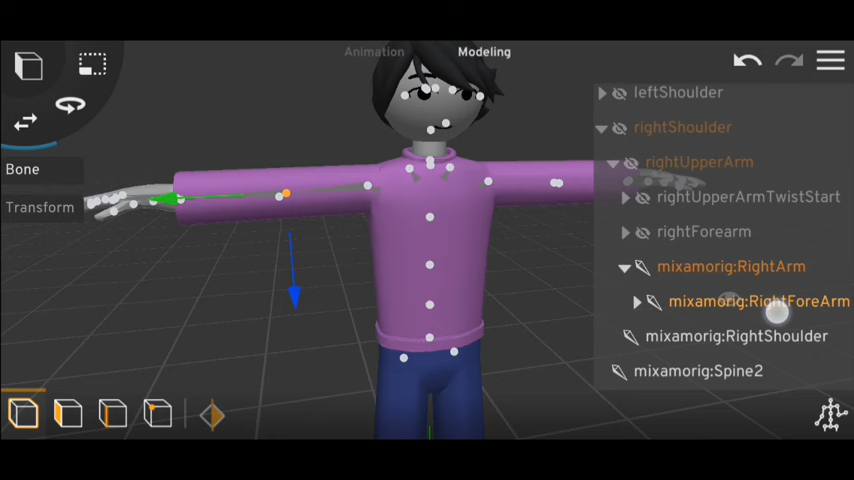 Animation
Modeling
leftShoulder
rightShoulder
Bone
rightUpperArm
Transform
rightUpperArmTwistStart
rightForearm
mixamorig:RightArm
mixamorig:RightForeArm
mixamorig:RightShoulder
mixamorig:Spine2